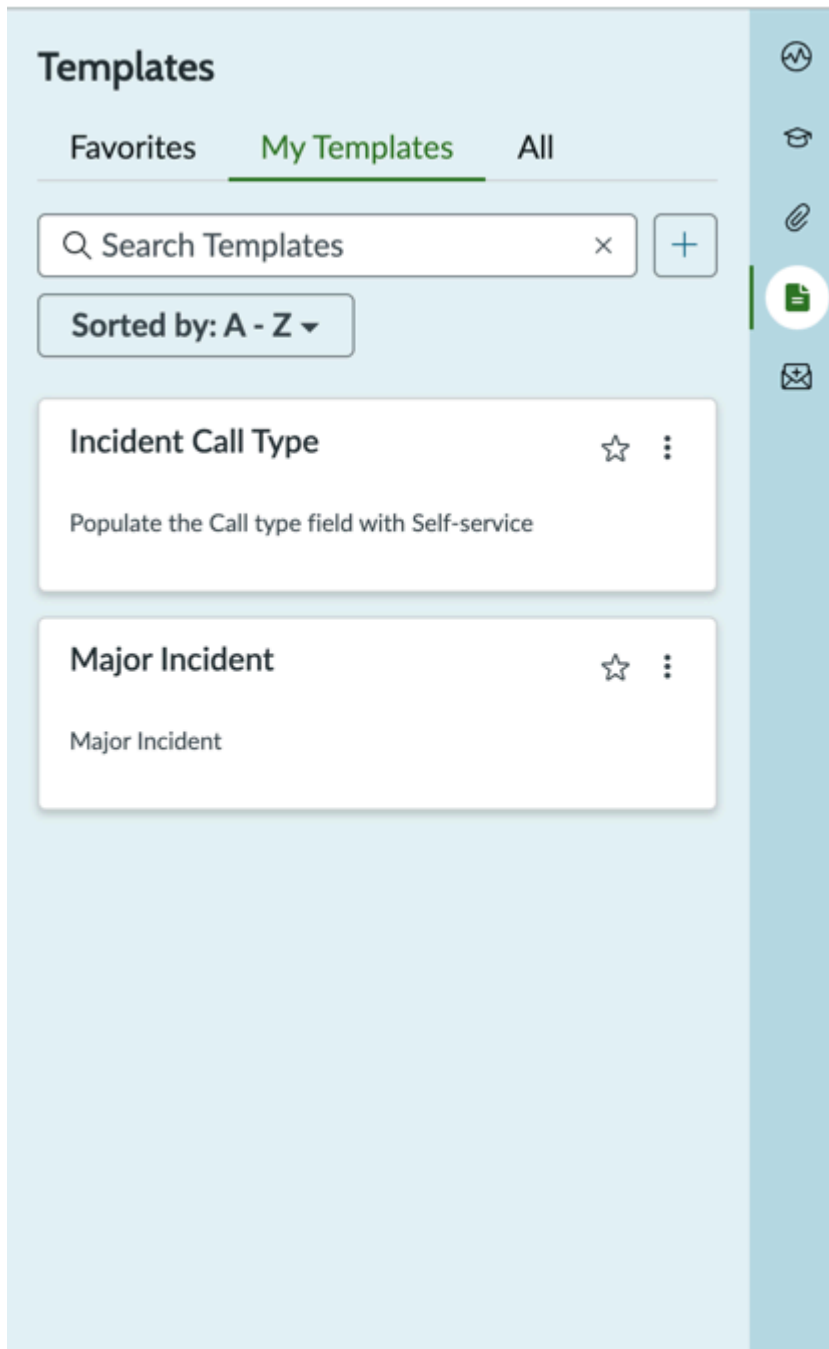 Templates
Favorites My Templates All
Search Templates
Sorted by: A - Z
Incident Call Type
Populate the Call type field with Self-service
Major Incident
Major Incident